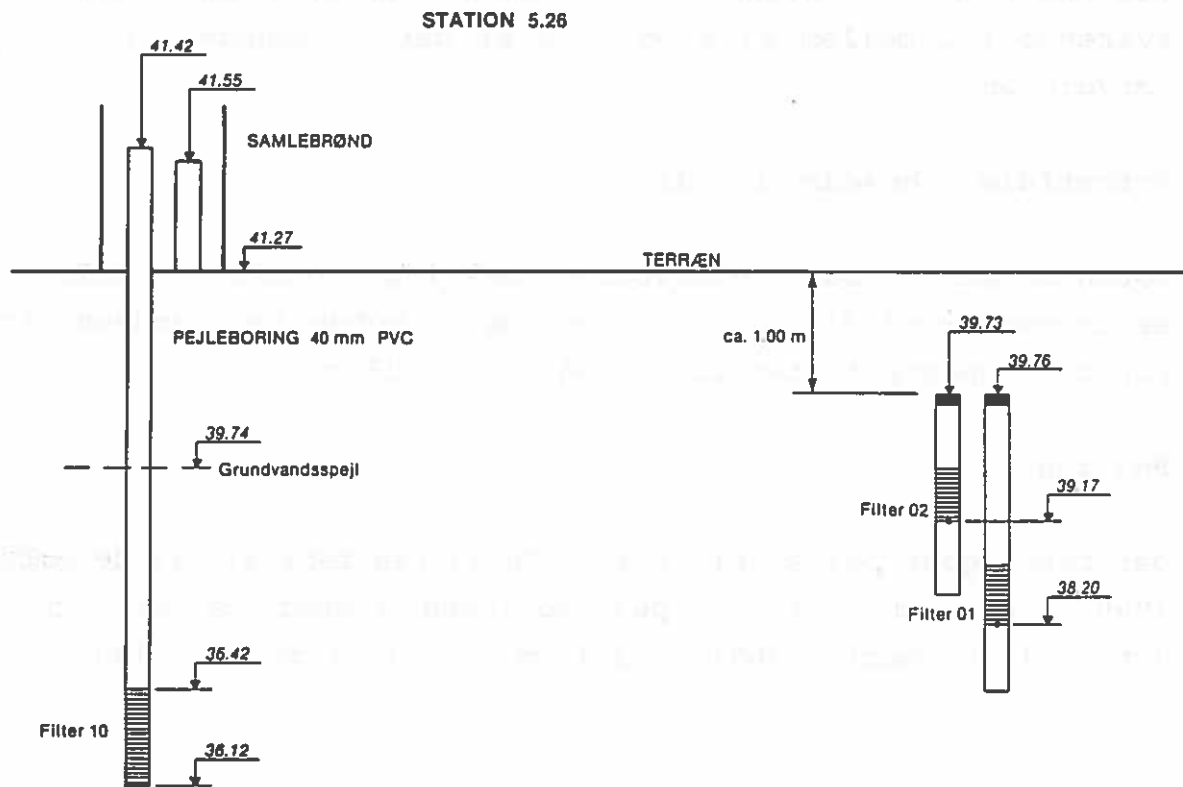 STATION 5.26
41.42
41.55
SAMLEBRØND
41.27
TERRÆN
PEJLEBORING 40 mm PVC
ca. 1.00 m
39.73
39.76
39.74
Grundvandsspejl
Filter 02
39.17
Filter 01
38.20
36.42
Filter 10
36.12